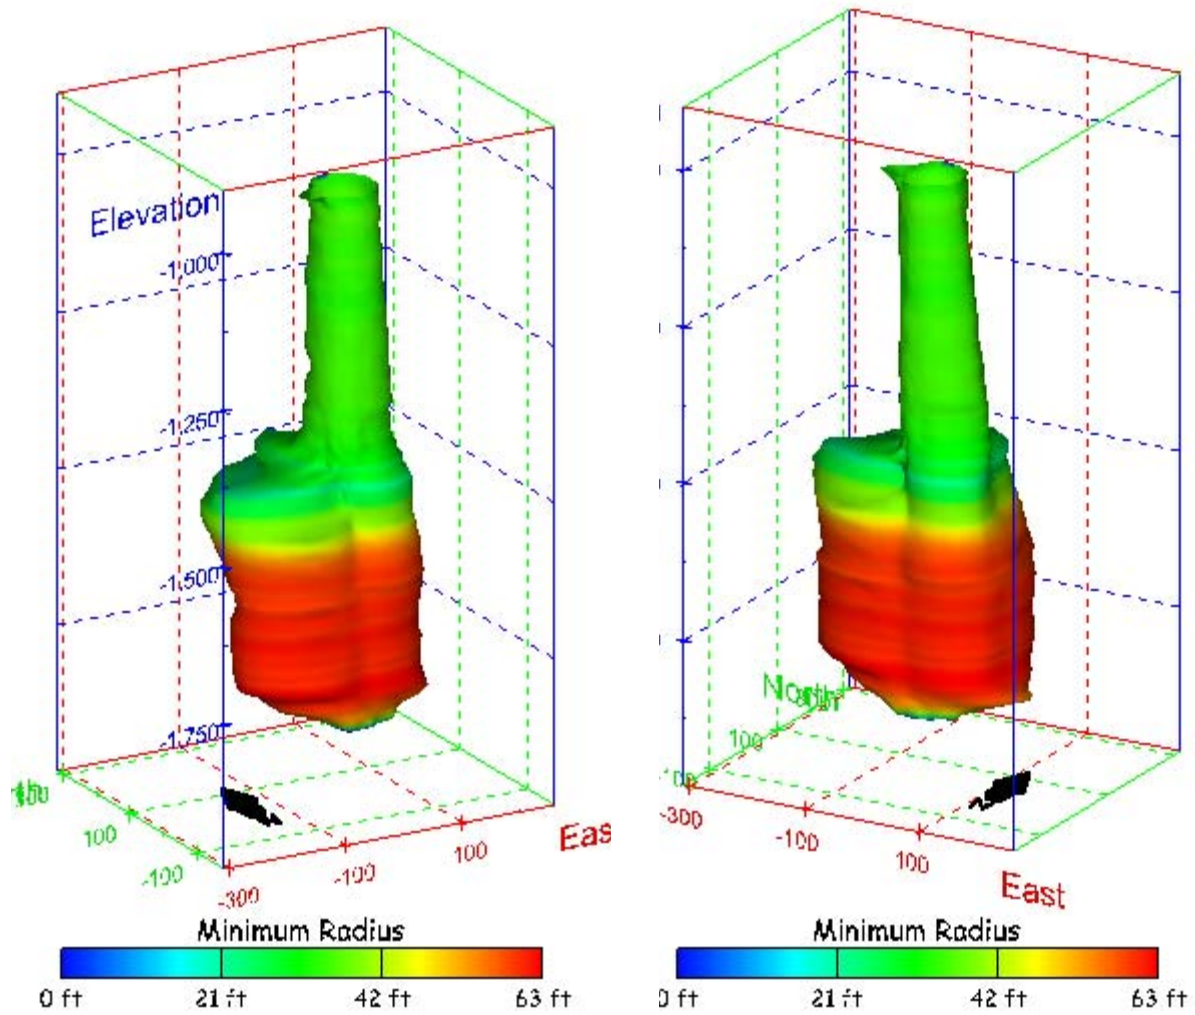 Elevation
-1,000
-1,250
-1,500
-1,750
100
-100
-300
-100
100
Eas
North
100
-300
-100
100
East
Minimum Radius
0 ft
21 ft
42 ft
63 ft
Minimum Radius
0 ft
21 ft
42 ft
63 ft